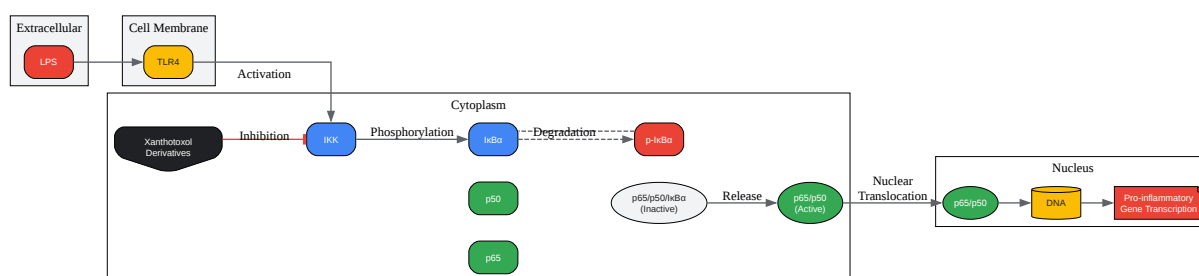 Extracellular
LPS
Cell Membrane
TLR4
Activation
Cytoplasm
Xanthotoxol
Derivatives
Inhibition
IKK
Phosphorylation
IκBα
Degradation
p-IκBα
p50
p65
p65/p50/IκBα
(Inactive)
Release
p65/p50
(Active)
Nuclear
Translocation
Nucleus
p65/p50
DNA
Pro-inflammatory
Gene Transcription